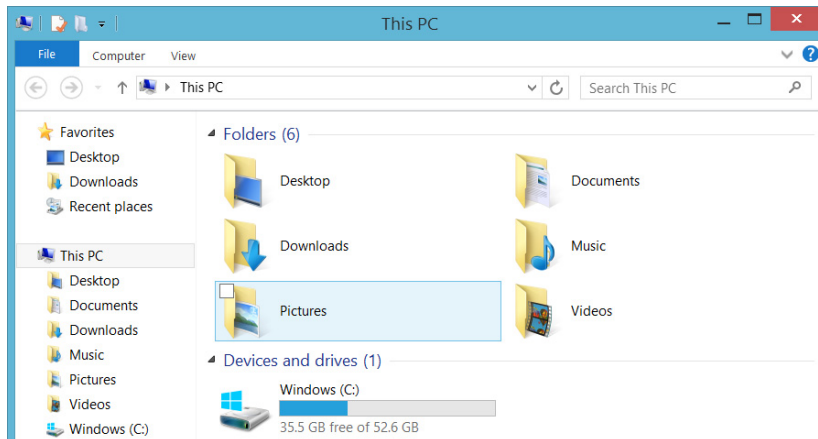 This PC
File Computer View
This PC
Search This PC
Favorites
Desktop
Downloads
Recent places
This PC
Desktop
Documents
Downloads
Music
Pictures
Videos
Windows (C:)
Folders (6)
Desktop
Documents
Downloads
Music
Pictures
Videos
Devices and drives (1)
Windows (C:)
35.5 GB free of 52.6 GB